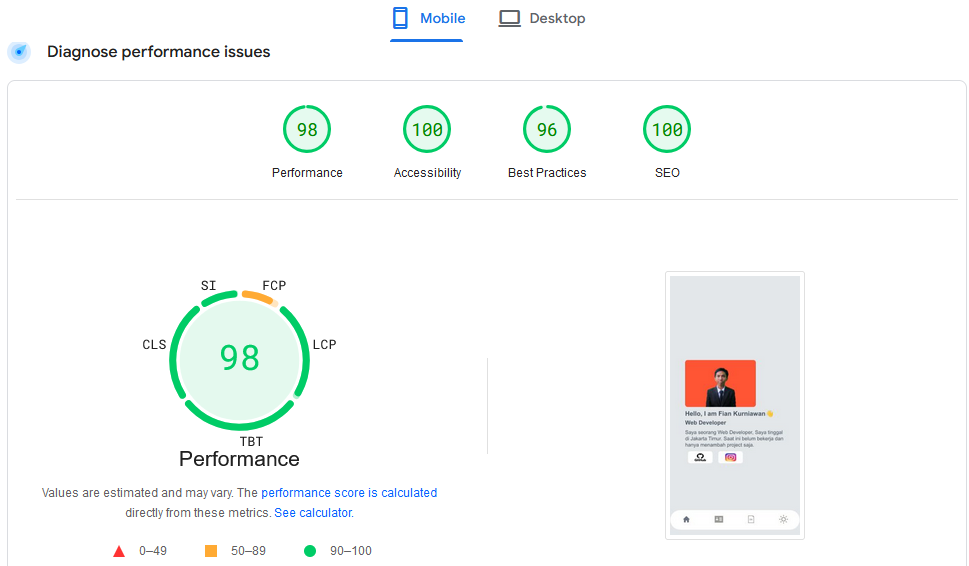 Mobile
Desktop
Diagnose performance issues
98
100
96
100
Performance
Accessibility
Best Practices
SEO
SI
FCP
CLS
LCP
98
TBT
Performance
Values are estimated and may vary. The performance score is calculated
directly from these metrics. See calculator.
0–49
50–89
90–100
Hello, I am Fian Kurniawan 👋
Web Developer
Saya seorang Web Developer, Saya tinggal
di Jakarta Timur. Saat ini belum bekerja dan
hanya menambah project saja.